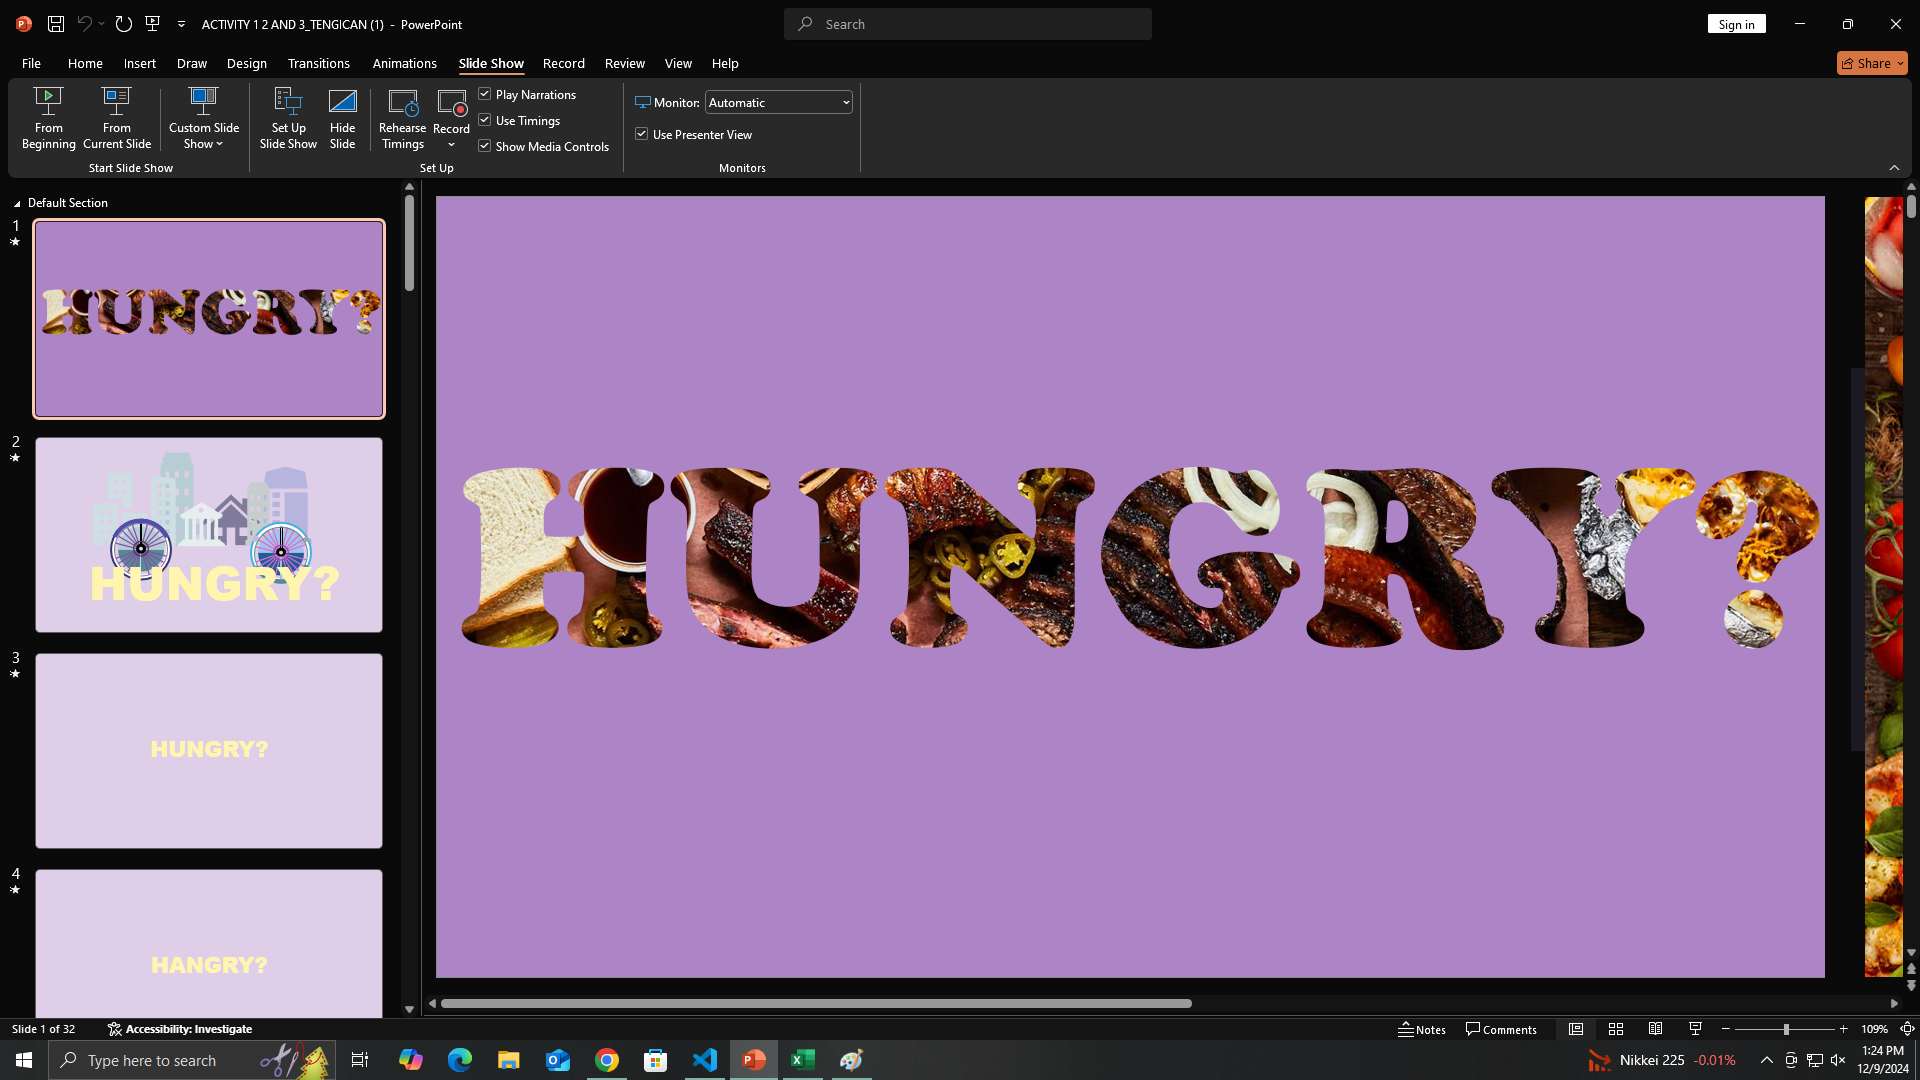 ACTIVITY 1 2 AND 3_TENGICAN (1) - PowerPoint
Search
Sign in
File Home Insert Draw Design Transitions Animations Slide Show Record Review View Help
Share
From Beginning
From Current Slide
Custom Slide Show
Start Slide Show
Set Up Slide Show
Hide Slide
Rehearse Timings
Record
Play Narrations
Use Timings
Show Media Controls
Set Up
Monitor: Automatic
Use Presenter View
Monitors
Default Section
1
HUNGRY?
2
HUNGRY?
3
HUNGRY?
4
HANGRY?
HUNGRY?
Slide 1 of 32
Accessibility: Investigate
Notes
Comments
109%
Type here to search
Nikkei 225 -0.01%
1:24 PM
12/9/2024